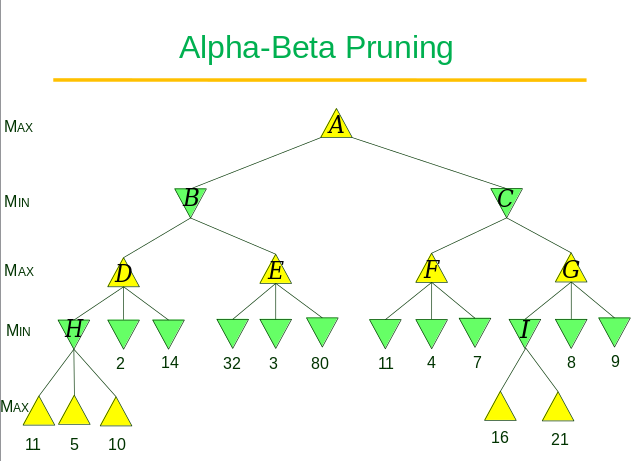 Alpha-Beta Pruning
MAX A
MIN B C
MAX D E F G
MIN H I
2 14 32 3 80 11 4 7 8 9
MAX
11 5 10 16 21